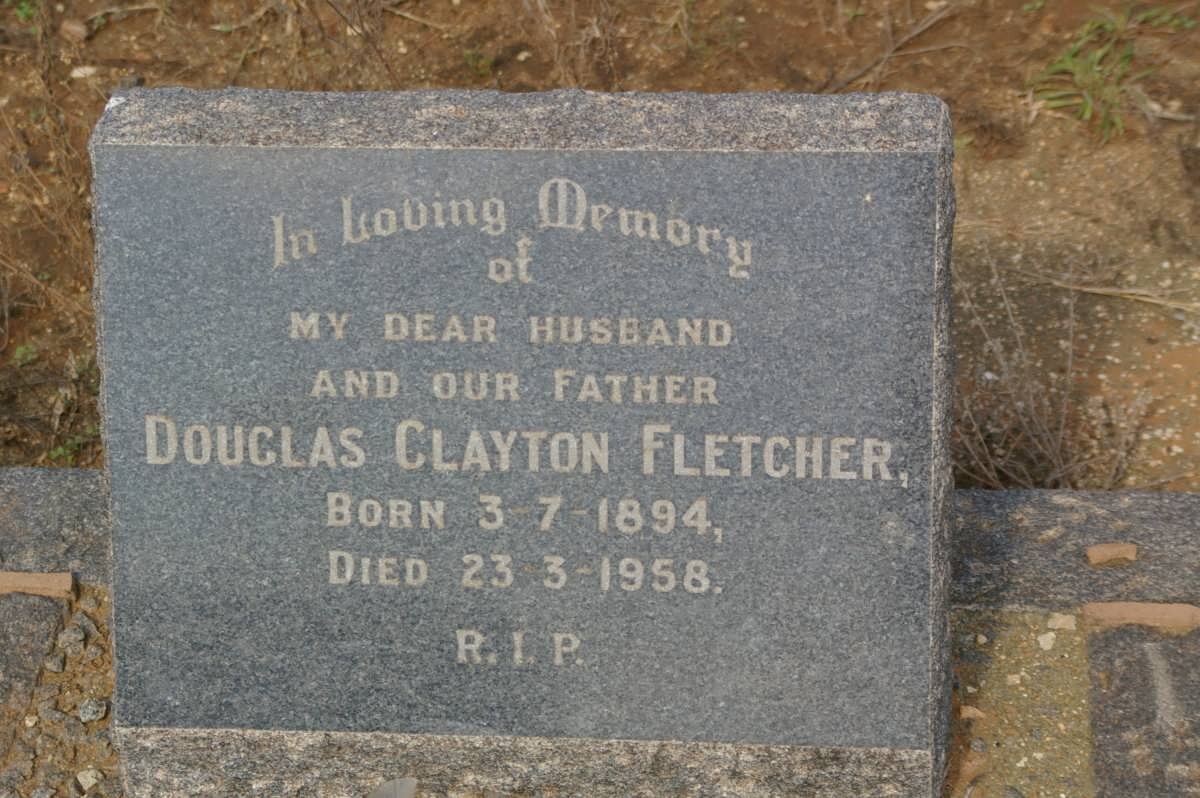 In Loving Memory
of
MY DEAR HUSBAND
AND OUR FATHER
DOUGLAS CLAYTON FLETCHER,
BORN 3-7-1894,
DIED 23-3-1958.
R.I.P.